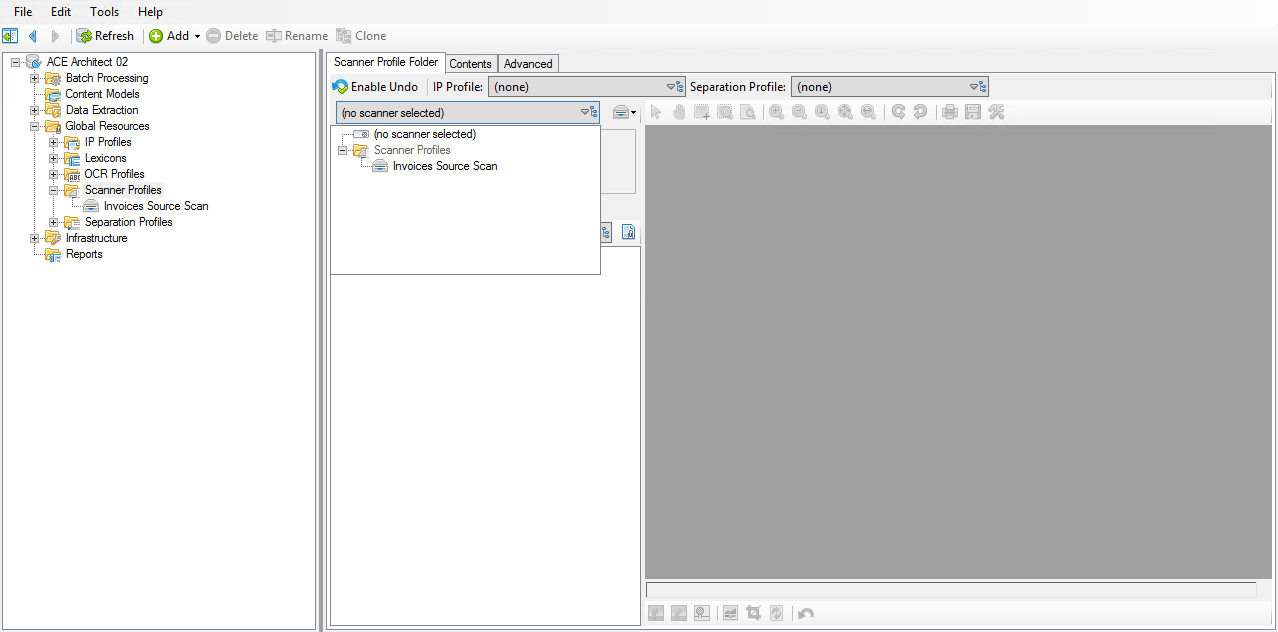 File Edit Tools Help
Refresh Add Delete Rename Clone
ACE Architect 02
Batch Processing
Content Models
Data Extraction
Global Resources
IP Profiles
Lexicons
OCR Profiles
Scanner Profiles
Invoices Source Scan
Separation Profiles
Infrastructure
Reports
Scanner Profile Folder Contents Advanced
Enable Undo IP Profile: (none) Separation Profile: (none)
(no scanner selected)
(no scanner selected)
Scanner Profiles
Invoices Source Scan